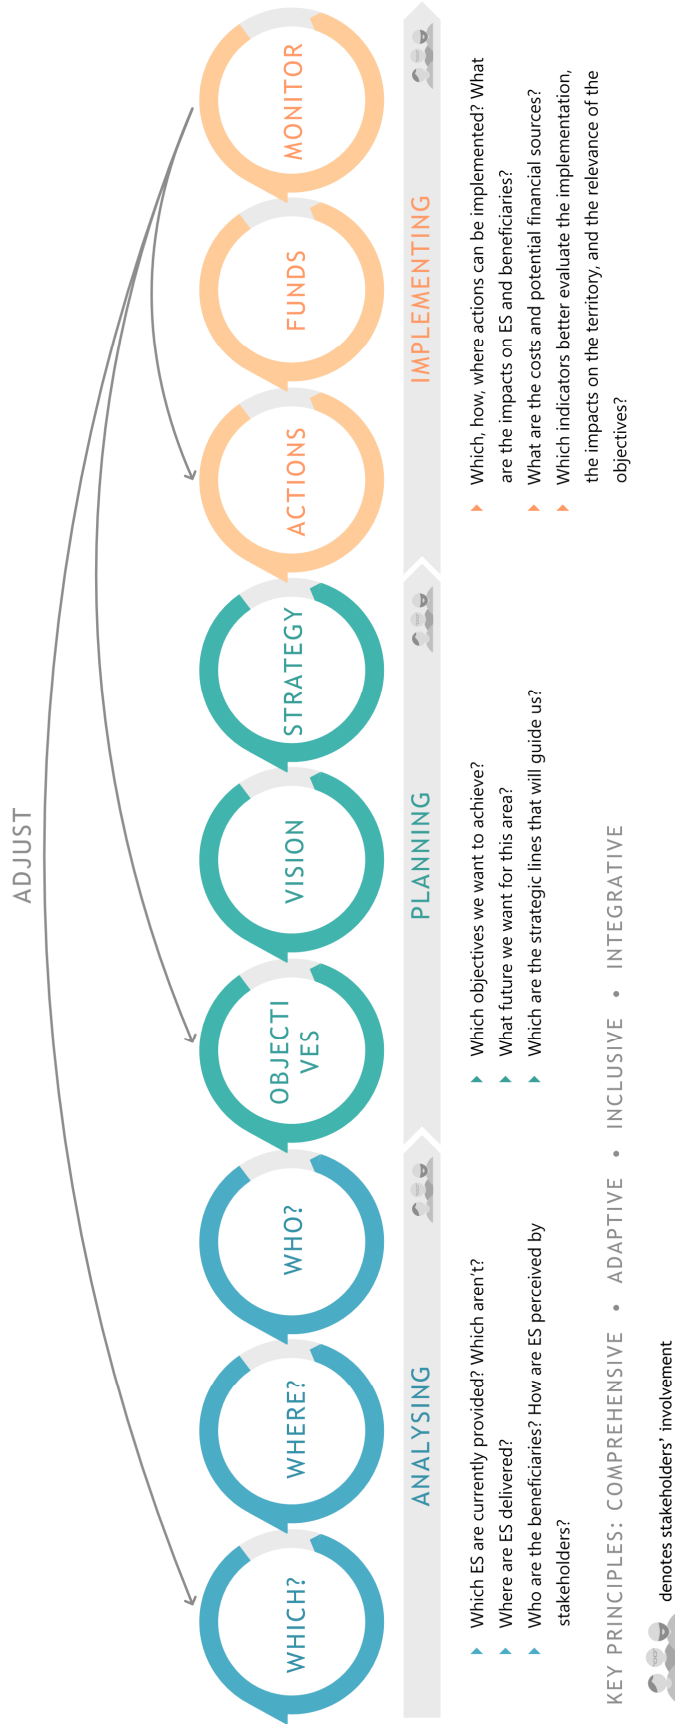 ADJUST
WHICH?
WHERE?
WHO?
OBJECTI
VES
VISION
STRATEGY
ACTIONS
FUNDS
MONITOR
ANALYSING
PLANNING
IMPLEMENTING
Which ES are currently provided? Which aren't?
Where are ES delivered?
Who are the beneficiaries? How are ES perceived by
stakeholders?
Which objectives we want to achieve?
What future we want for this area?
Which are the strategic lines that will guide us?
Which, how, where actions can be implemented? What
are the impacts on ES and beneficiaries?
What are the costs and potential financial sources?
Which indicators better evaluate the implementation,
the impacts on the territory, and the relevance of the
objectives?
KEY PRINCIPLES: COMPREHENSIVE • ADAPTIVE • INCLUSIVE • INTEGRATIVE
denotes stakeholders' involvement